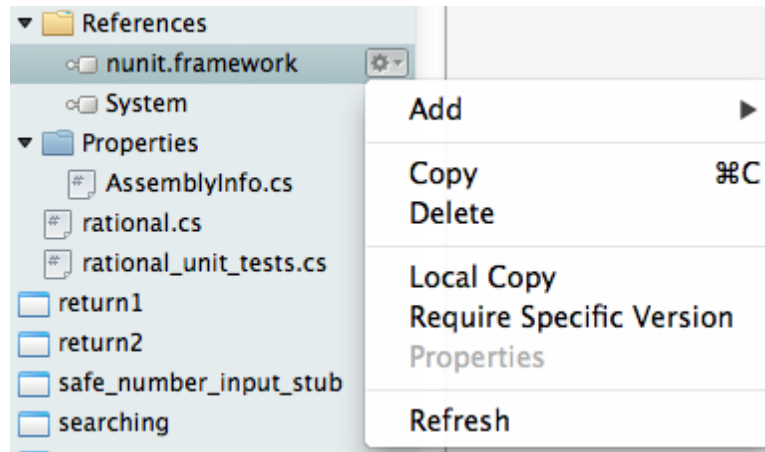 References
nunit.framework
System
Properties
AssemblyInfo.cs
rational.cs
rational_unit_tests.cs
return1
return2
safe_number_input_stub
searching
Add
Copy ⌘C
Delete
Local Copy
Require Specific Version
Properties
Refresh